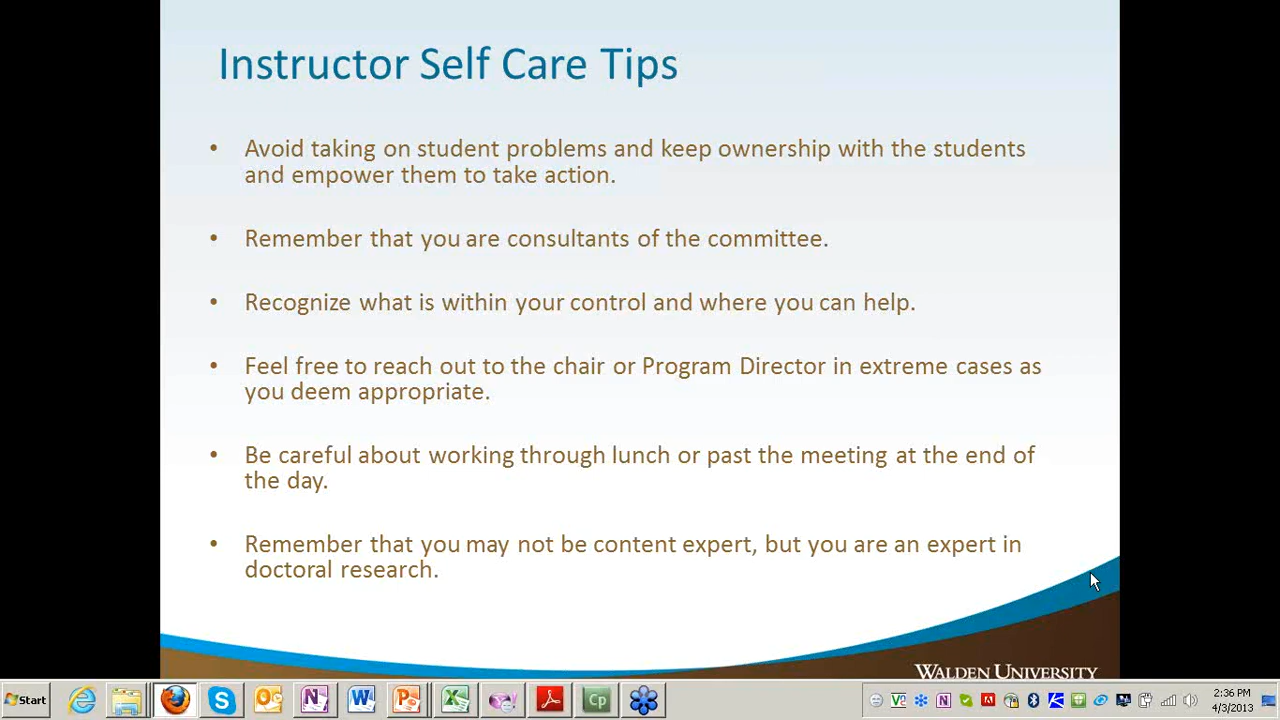 Instructor Self Care Tips
• Avoid taking on student problems and keep ownership with the students
and empower them to take action.
• Remember that you are consultants of the committee.
• Recognize what is within your control and where you can help.
• Feel free to reach out to the chair or Program Director in extreme cases as
you deem appropriate.
• Be careful about working through lunch or past the meeting at the end of
the day.
• Remember that you may not be content expert, but you are an expert in
doctoral research.
WALDEN UNIVERSITY
Start
2:36 PM
4/3/2013